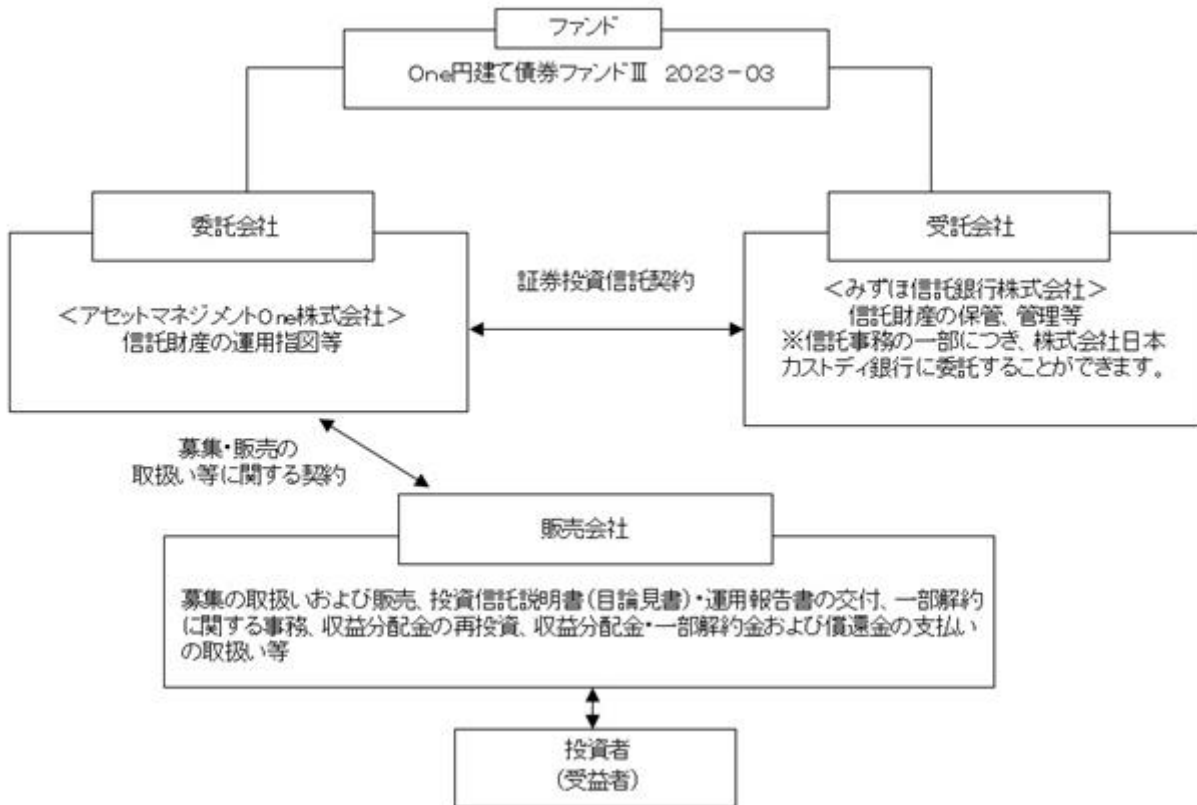 ファンド
One円建て債券ファンドⅢ 2023-03
委託会社
<アセットマネジメントOne株式会社>
信託財産の運用指図等
証券投資信託契約
受託会社
<みずほ信託銀行株式会社>
信託財産の保管、管理等
※信託事務の一部につき、株式会社日本
カストディ銀行に委託することができます。
募集・販売の
取扱い等に関する契約
販売会社
募集の取扱いおよび販売、投資信託説明書(目論見書)・運用報告書の交付、一部解約
に関する事務、収益分配金の再投資、収益分配金・一部解約金および償還金の支払い
の取扱い等
投資者
(受益者)